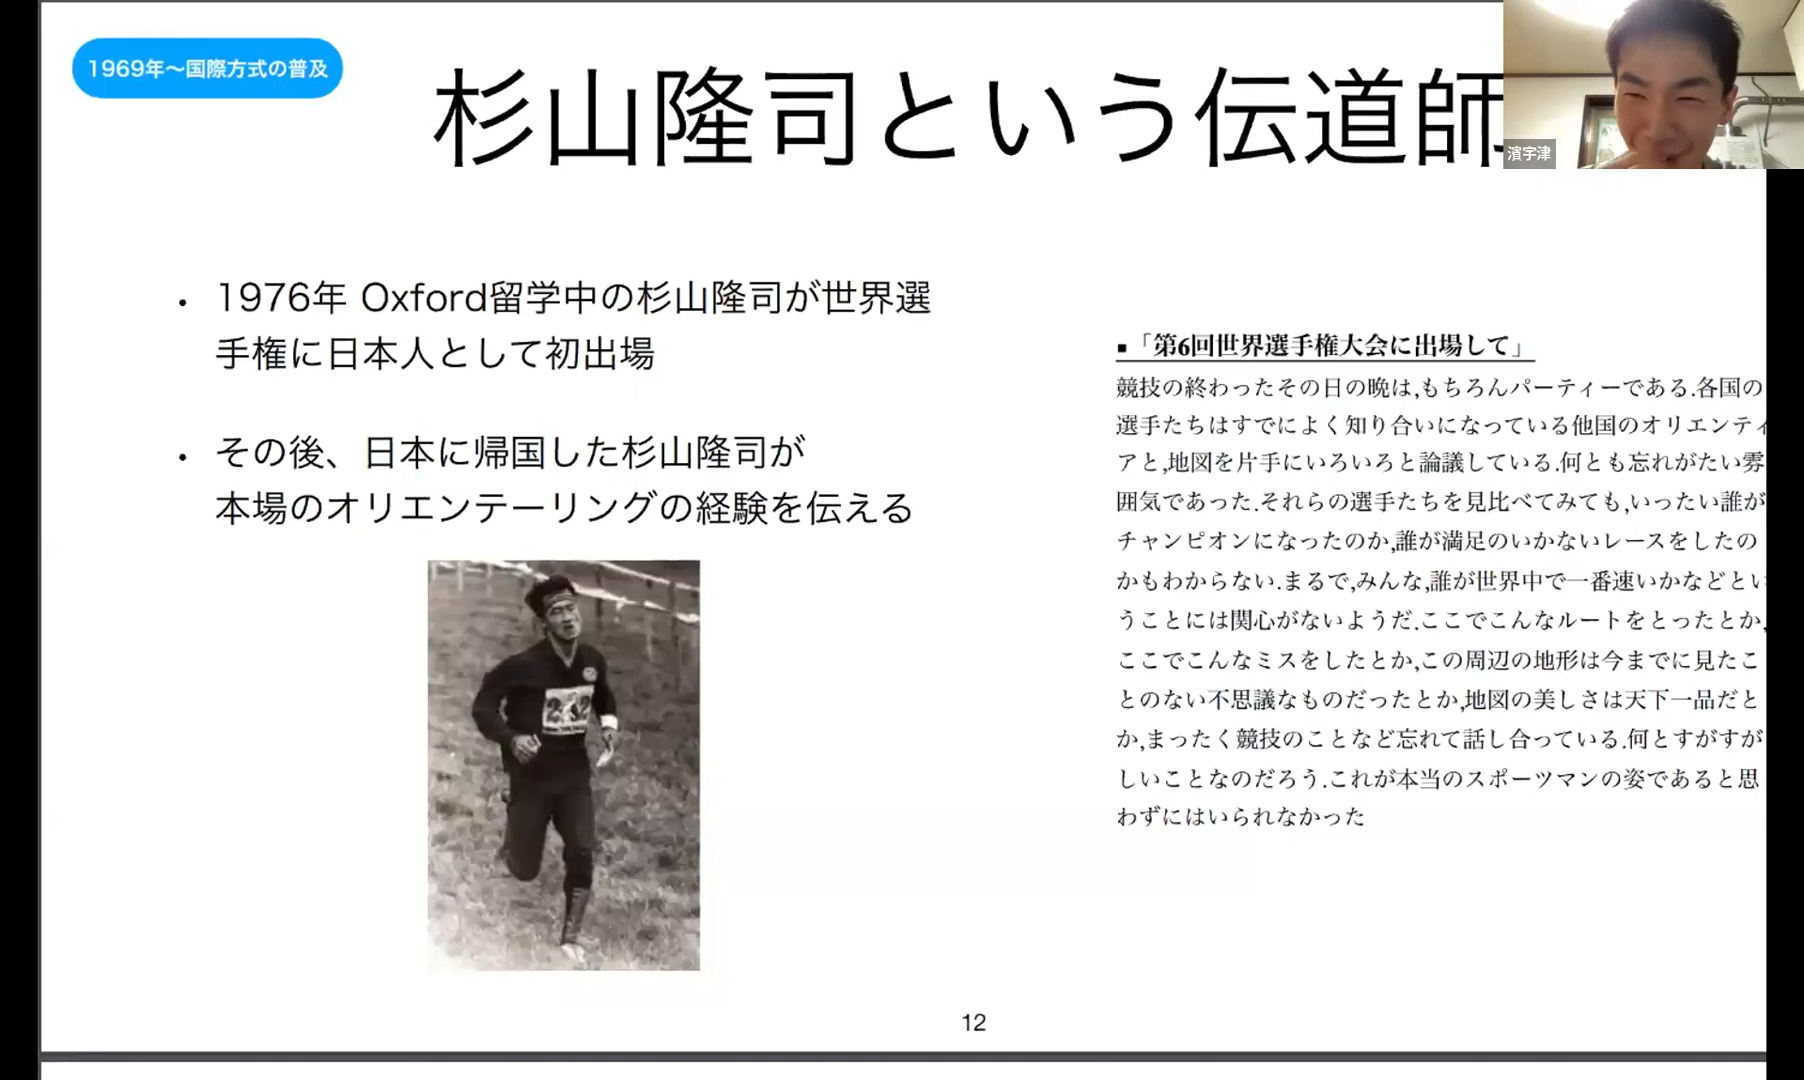 1969年〜国際方式の普及
杉山隆司という伝道師
濱宇津
• 1976年 Oxford留学中の杉山隆司が世界選
手権に日本人として初出場
• その後、日本に帰国した杉山隆司が
本場のオリエンテーリングの経験を伝える
▪「第6回世界選手権大会に出場して」
競技の終わったその日の晩は,もちろんパーティーである.各国の
選手たちはすでによく知り合いになっている他国のオリエンティ
アと,地図を片手にいろいろと論議している.何とも忘れがたい雰
囲気であった.それらの選手たちを見比べてみても,いったい誰が
チャンピオンになったのか,誰が満足のいかないレースをしたの
かもわからない.まるで,みんな,誰が世界中で一番速いかなどとい
うことには関心がないようだ.ここでこんなルートをとったとか,
ここでこんなミスをしたとか,この周辺の地形は今までに見たこ
とのない不思議なものだったとか,地図の美しさは天下一品だと
か,まったく競技のことなど忘れて話し合っている.何とすがすが
しいことなのだろう.これが本当のスポーツマンの姿であると思
わずにはいられなかった
12